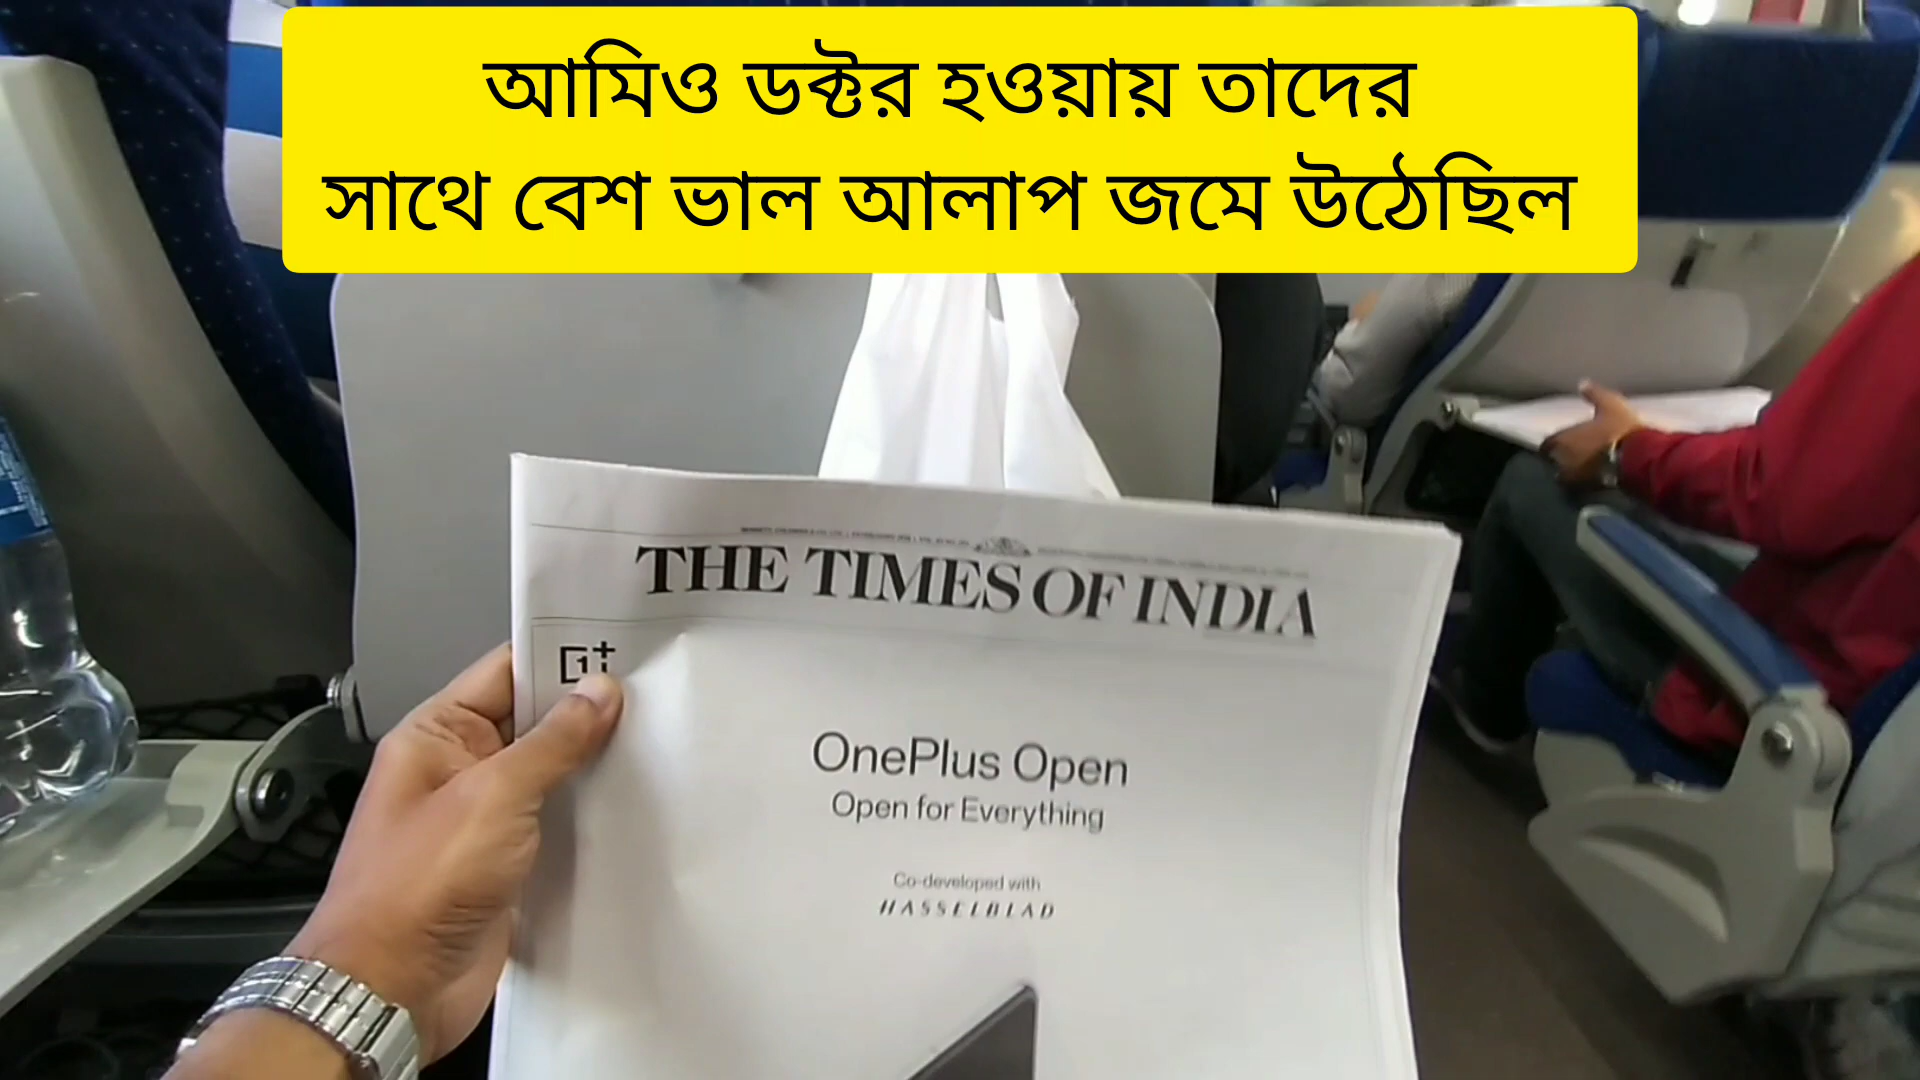 আমিও ডক্টর হওয়ায় তাদের
সাথে বেশ ভাল আলাপ জমে উঠেছিল
THE TIMES OF INDIA
OnePlus Open
Open for Everything
Co-developed with
HASSELBLAD